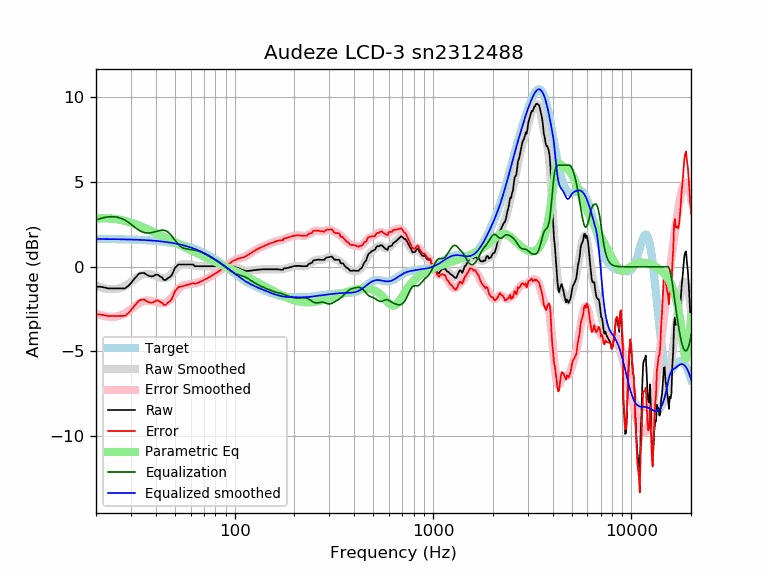 Audeze LCD-3 sn2312488
Amplitude (dBr)
10
5
0
−5
−10
Target
Raw Smoothed
Error Smoothed
Raw
Error
Parametric Eq
Equalization
Equalized smoothed
100
1000
10000
Frequency (Hz)